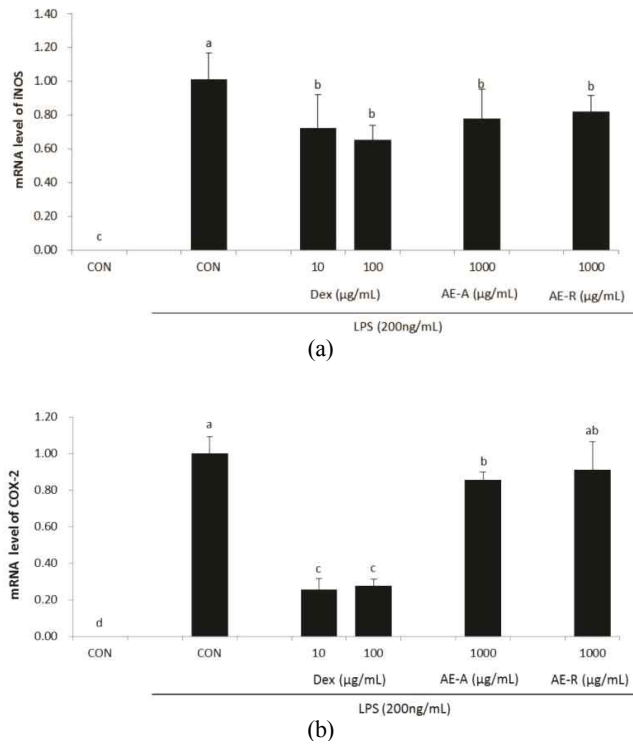 1.40
a
1.20
b
b
b
1.00
b
0.80
0.60
0.40
0.20
c
0.00
mRNA level of iNOS
CON CON 10 100 1000 1000
Dex (µg/mL) AE-A (µg/mL) AE-R (µg/mL)
LPS (200ng/mL)
(a)
1.20
a
ab
1.00
b
0.80
0.60
0.40
c c
0.20
d
0.00
mRNA level of COX-2
CON CON 10 100 1000 1000
Dex (µg/mL) AE-A (µg/mL) AE-R (µg/mL)
LPS (200ng/mL)
(b)